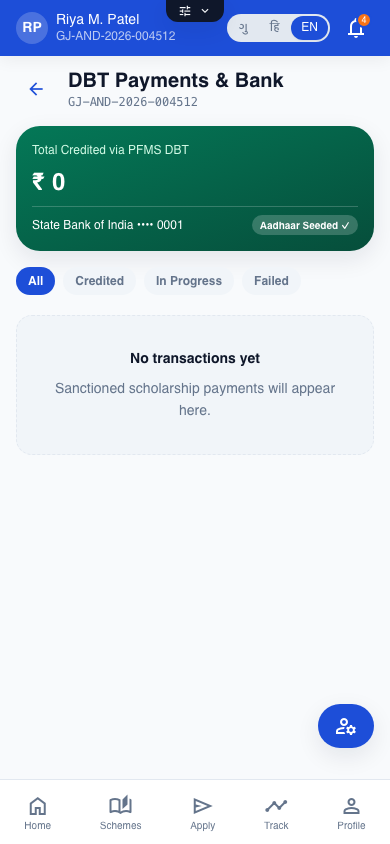 RP
Riya M. Patel
GJ-AND-2026-004512
ગુ
हि
EN
4
DBT Payments & Bank
GJ-AND-2026-004512
Total Credited via PFMS DBT
₹ 0
State Bank of India •••• 0001
Aadhaar Seeded ✓
All
Credited
In Progress
Failed
No transactions yet
Sanctioned scholarship payments will appear
here.
Home
Schemes
Apply
Track
Profile